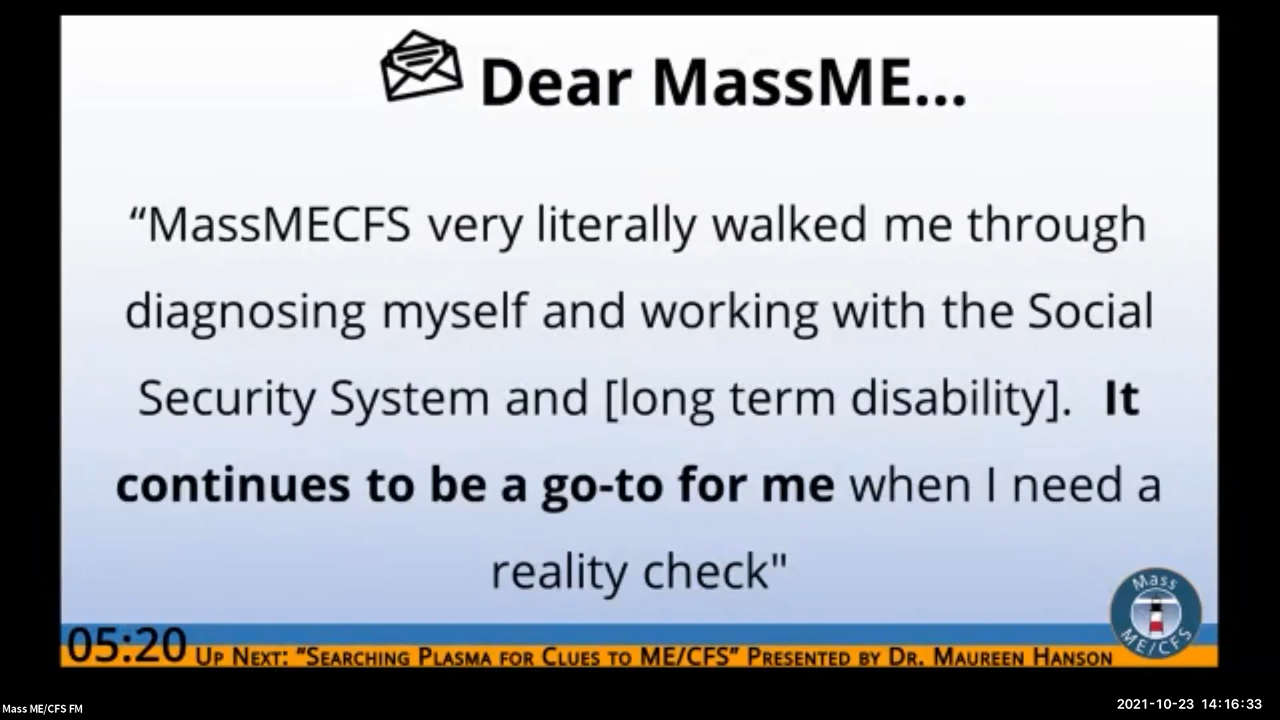 Dear MassME...
“MassMECFS very literally walked me through
diagnosing myself and working with the Social
Security System and [long term disability]. It
continues to be a go-to for me when I need a
reality check"
Mass
ME/CFS
05:20
Up Next: “Searching Plasma for Clues to ME/CFS” Presented by Dr. Maureen Hanson
Mass ME/CFS FM
2021-10-23 14:16:33